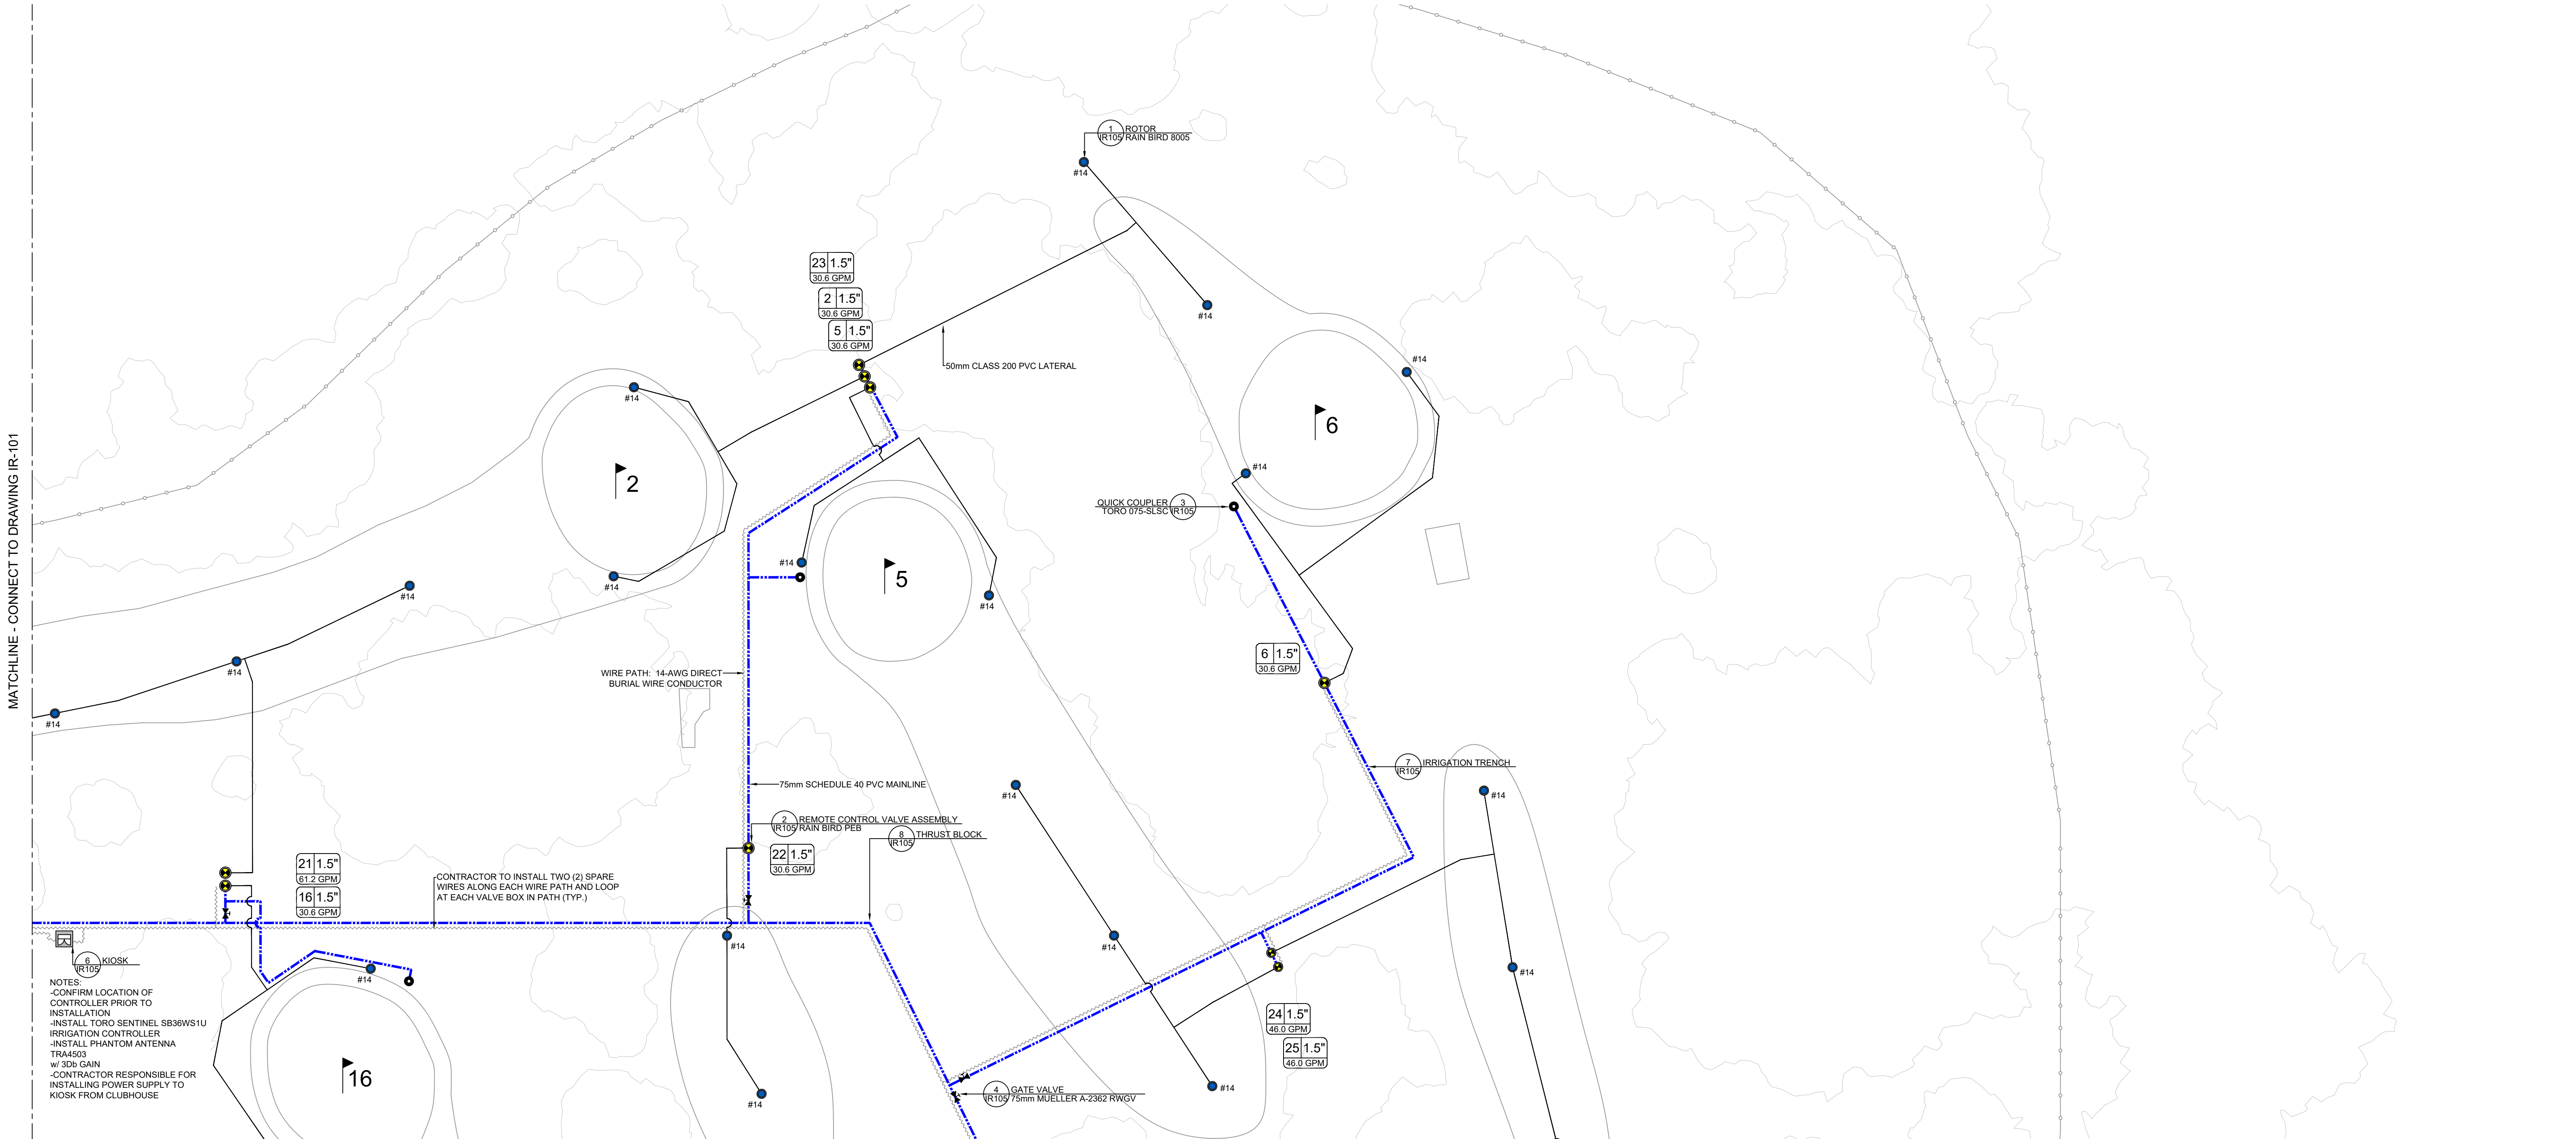 MATCHLINE - CONNECT TO DRAWING IR-101
1
IR105
ROTOR
RAIN BIRD 8005
#14
#14
23 1.5"
30.6 GPM
2 1.5"
30.6 GPM
5 1.5"
30.6 GPM
50mm CLASS 200 PVC LATERAL
#14
#14
6
2
#14
#14
QUICK COUPLER
TORO 075-SLSC
3
IR105
#14
5
#14
#14
#14
#14
#14
6 1.5"
30.6 GPM
WIRE PATH: 14-AWG DIRECT
BURIAL WIRE CONDUCTOR
7
IR105
IRRIGATION TRENCH
75mm SCHEDULE 40 PVC MAINLINE
#14
#14
2
IR105
REMOTE CONTROL VALVE ASSEMBLY
RAIN BIRD PEB
8
IR105
THRUST BLOCK
22 1.5"
30.6 GPM
21 1.5"
61.2 GPM
16 1.5"
30.6 GPM
CONTRACTOR TO INSTALL TWO (2) SPARE
WIRES ALONG EACH WIRE PATH AND LOOP
AT EACH VALVE BOX IN PATH (TYP.)
#14
#14
#14
#14
6
IR105
KIOSK
NOTES:
-CONFIRM LOCATION OF
CONTROLLER PRIOR TO
INSTALLATION
-INSTALL TORO SENTINEL SB36WS1U
IRRIGATION CONTROLLER
-INSTALL PHANTOM ANTENNA
TRA4503
w/ 3Db GAIN
-CONTRACTOR RESPONSIBLE FOR
INSTALLING POWER SUPPLY TO
KIOSK FROM CLUBHOUSE
16
24 1.5"
46.0 GPM
25 1.5"
46.0 GPM
#14
#14
4
IR105
GATE VALVE
75mm MUELLER A-2362 RWGV